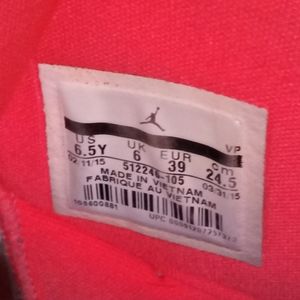 US UK EUR cm VP
6.5Y 6 39 24.5
02/11/15 512246-105 03/31/15
MADE IN VIETNAM
FABRIQUE AU VIETNAM
UPC